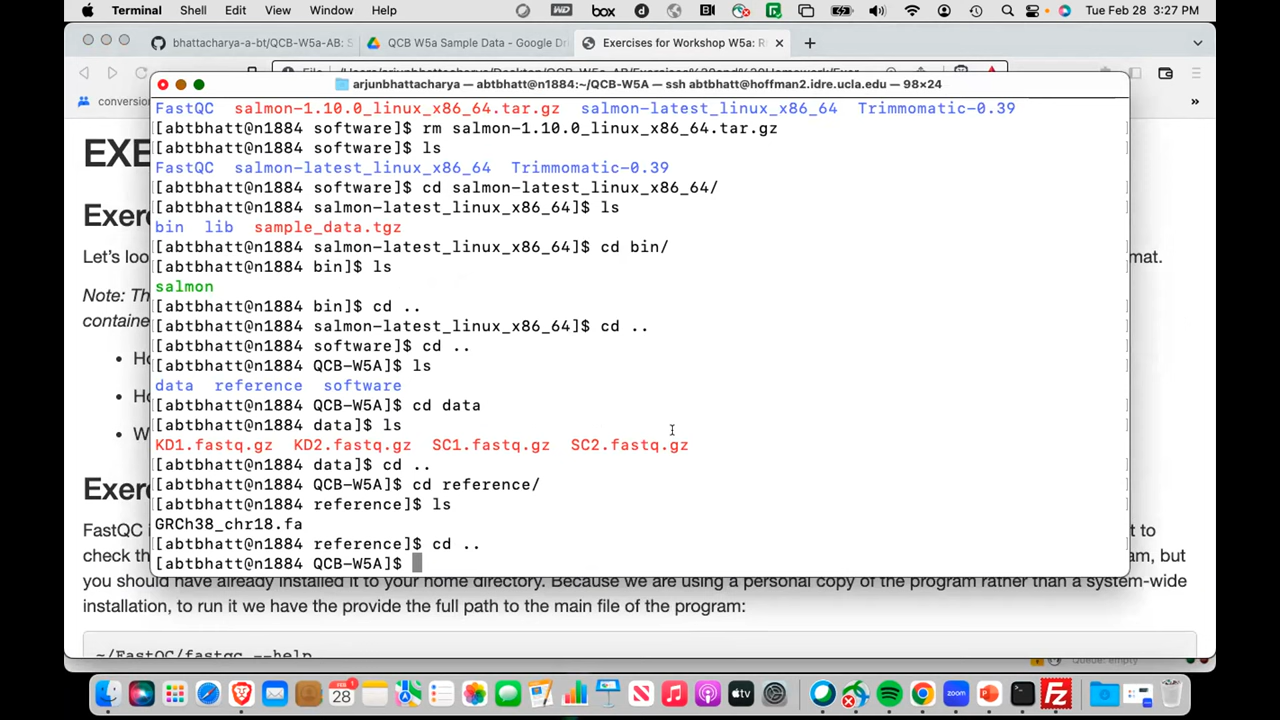 Terminal Shell Edit View Window Help box Tue Feb 28 3:27 PM
bhattacharya-a-bt/QCB-W5a-AB: S QCB W5a Sample Data - Google Dri Exercises for Workshop W5a: R
arjunbhattacharya — abtbhatt@n1884:~/QCB-W5A — ssh abtbhatt@hoffman2.idre.ucla.edu — 98×24
conversion
FastQC salmon-1.10.0_linux_x86_64.tar.gz salmon-latest_linux_x86_64 Trimmomatic-0.39
[abtbhatt@n1884 software]$ rm salmon-1.10.0_linux_x86_64.tar.gz
[abtbhatt@n1884 software]$ ls
FastQC salmon-latest_linux_x86_64 Trimmomatic-0.39
[abtbhatt@n1884 software]$ cd salmon-latest_linux_x86_64/
[abtbhatt@n1884 salmon-latest_linux_x86_64]$ ls
bin lib sample_data.tgz
[abtbhatt@n1884 salmon-latest_linux_x86_64]$ cd bin/
[abtbhatt@n1884 bin]$ ls
salmon
[abtbhatt@n1884 bin]$ cd ..
[abtbhatt@n1884 salmon-latest_linux_x86_64]$ cd ..
[abtbhatt@n1884 software]$ cd ..
[abtbhatt@n1884 QCB-W5A]$ ls
data reference software
[abtbhatt@n1884 QCB-W5A]$ cd data
[abtbhatt@n1884 data]$ ls
KD1.fastq.gz KD2.fastq.gz SC1.fastq.gz SC2.fastq.gz
[abtbhatt@n1884 data]$ cd ..
[abtbhatt@n1884 QCB-W5A]$ cd reference/
[abtbhatt@n1884 reference]$ ls
GRCh38_chr18.fa
[abtbhatt@n1884 reference]$ cd ..
[abtbhatt@n1884 QCB-W5A]$
EXE
Exerc
Let's loo mat.
Note: Th
containe
• Ho
• Ho
• W
Exerc
FastQC i t to
check th am, but
you should have already installed it to your home directory. Because we are using a personal copy of the program rather than a system-wide
installation, to run it we have the provide the full path to the main file of the program:
~/FastQC/fastqc --help
Queue: empty